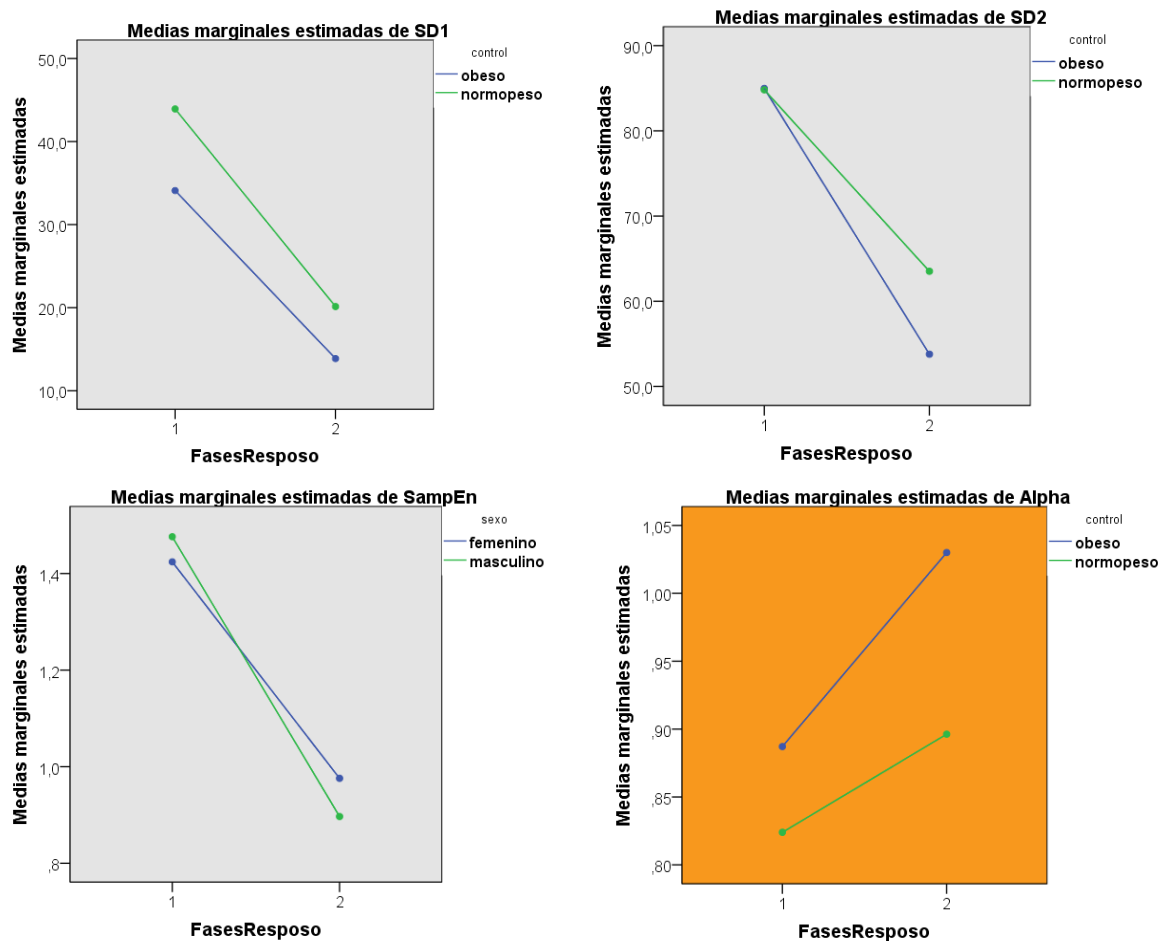 Medias marginales estimadas de SD1
control
obeso
normopeso
Medias marginales estimadas
50,0
40,0
30,0
20,0
10,0
1
2
FasesResposo
Medias marginales estimadas de SD2
control
obeso
normopeso
Medias marginales estimadas
90,0
80,0
70,0
60,0
50,0
1
2
FasesResposo
Medias marginales estimadas de SampEn
sexo
femenino
masculino
Medias marginales estimadas
1,4
1,2
1,0
,8
1
2
FasesResposo
Medias marginales estimadas de Alpha
control
obeso
normopeso
Medias marginales estimadas
1,05
1,00
,95
,90
,85
,80
1
2
FasesResposo